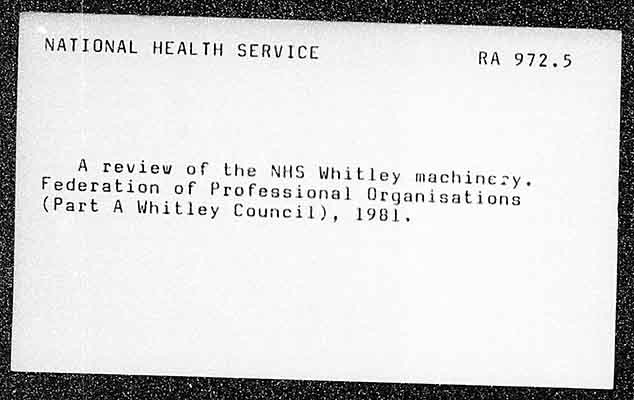 NATIONAL HEALTH SERVICE RA 972.5
A review of the NHS Whitley machinery.
Federation of Professional Organisations
(Part A Whitley Council), 1981.